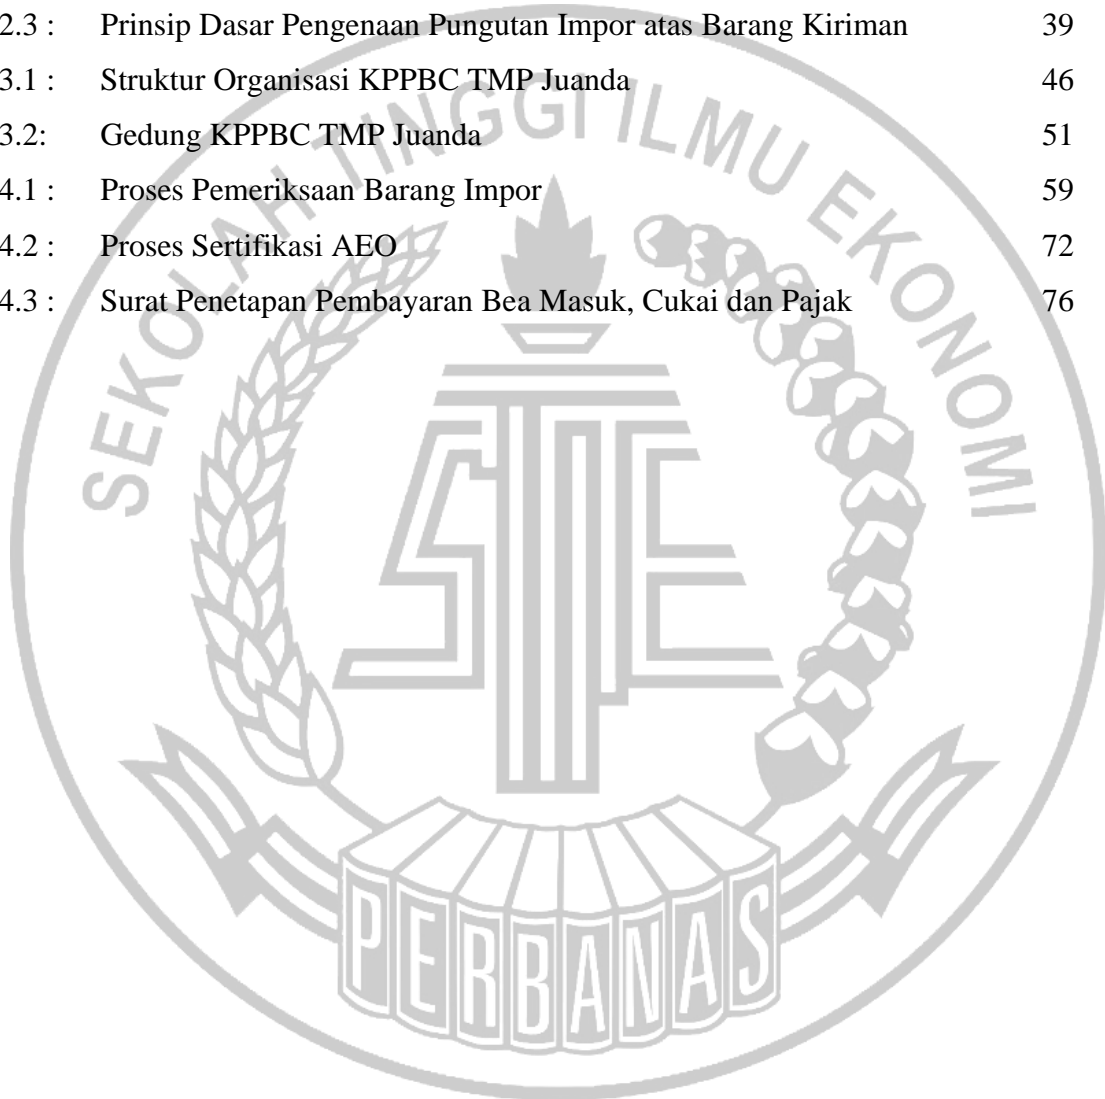 2.3 : Prinsip Dasar Pengenaan Pungutan Impor atas Barang Kiriman 39
3.1 : Struktur Organisasi KPPBC TMP Juanda 46
3.2: Gedung KPPBC TMP Juanda 51
4.1 : Proses Pemeriksaan Barang Impor 59
4.2 : Proses Sertifikasi AEO 72
4.3 : Surat Penetapan Pembayaran Bea Masuk, Cukai dan Pajak 76
SEKOLAH TINGGI ILMU EKONOMI
STIE
PERBANAS